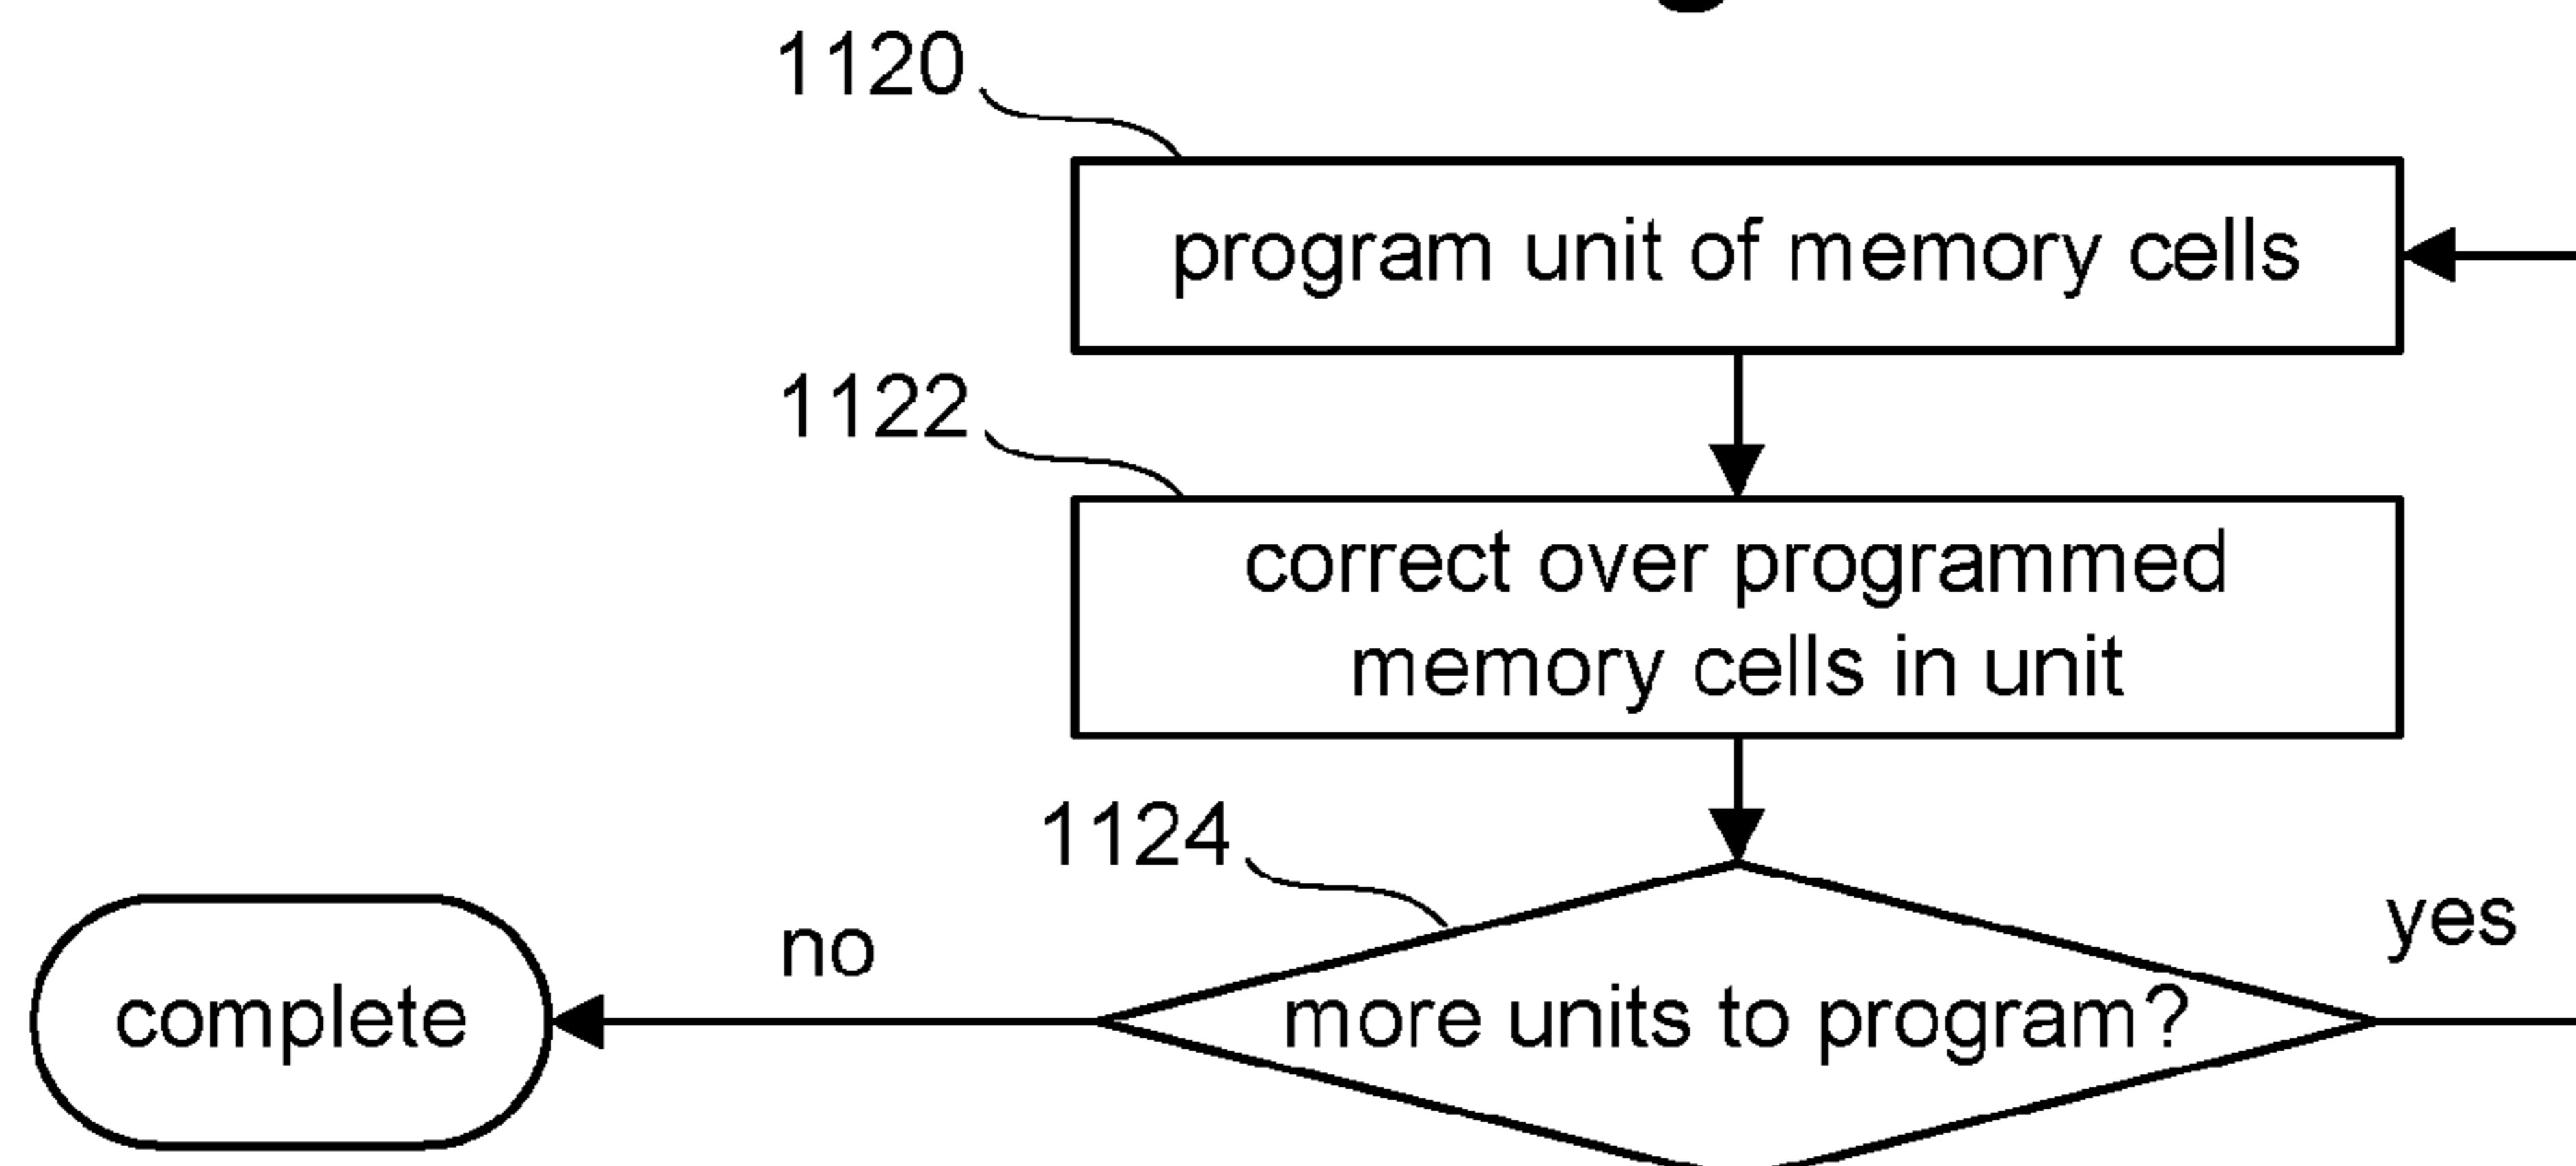 1120
program unit of memory cells
1122
correct over programmed
memory cells in unit
1124
yes
no
more units to program?
complete